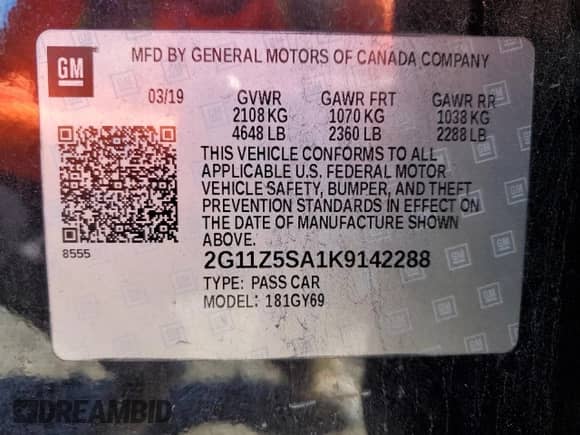 GM
MFD BY GENERAL MOTORS OF CANADA COMPANY
03/19 GVWR GAWR FRT GAWR RR
2108 KG 1070 KG 1038 KG
4648 LB 2360 LB 2288 LB
THIS VEHICLE CONFORMS TO ALL
APPLICABLE U.S. FEDERAL MOTOR
VEHICLE SAFETY, BUMPER, AND THEFT
PREVENTION STANDARDS IN EFFECT ON
THE DATE OF MANUFACTURE SHOWN
ABOVE.
8555
2G11Z5SA1K9142288
TYPE: PASS CAR
MODEL: 181GY69
DREAMBID